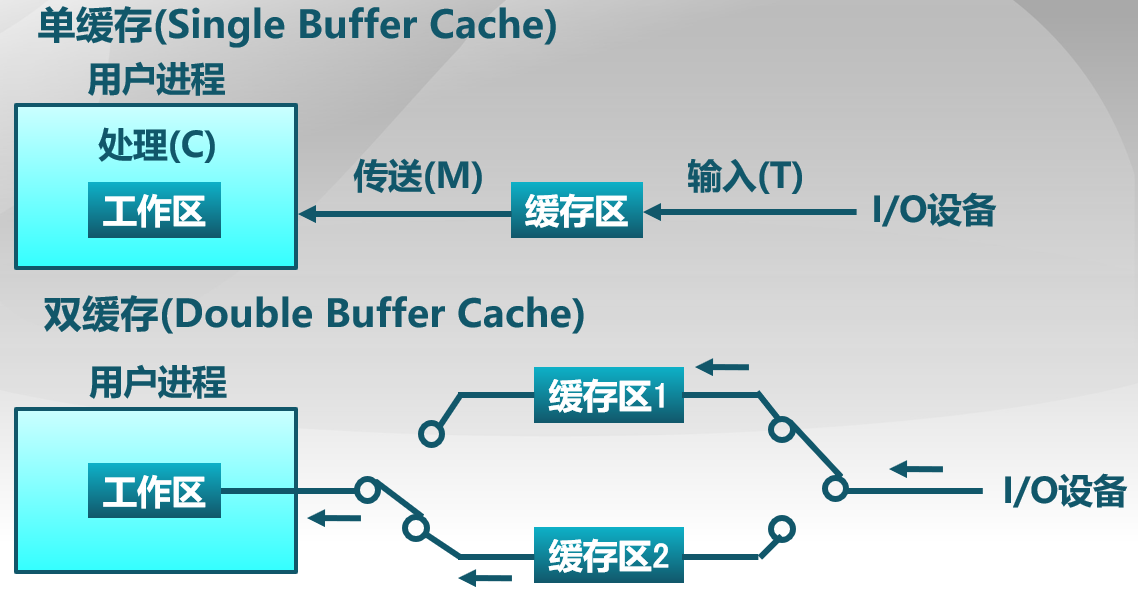 单缓存(Single Buffer Cache)
用户进程
处理(C)
工作区
传送(M)
缓存区
输入(T)
I/O设备
双缓存(Double Buffer Cache)
用户进程
工作区
缓存区1
缓存区2
I/O设备